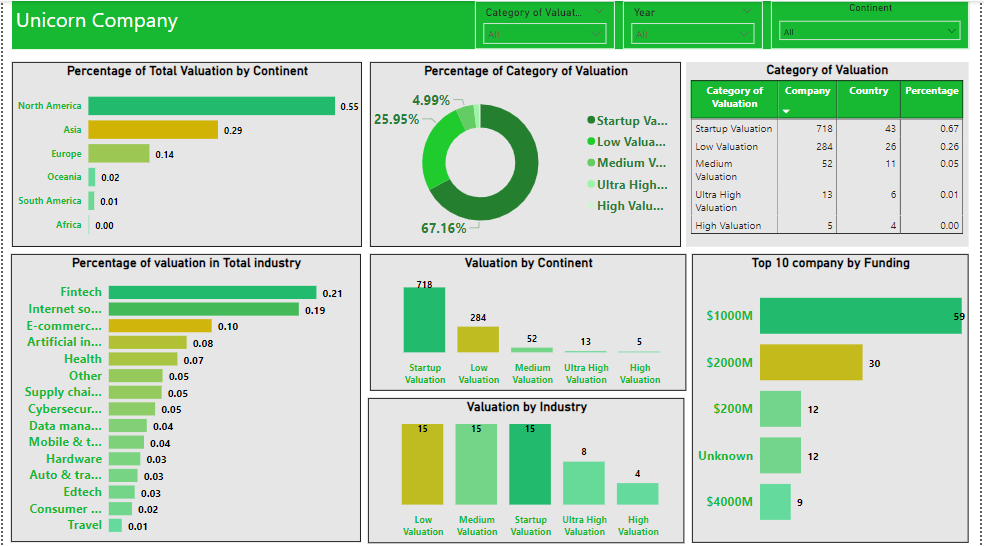 Unicorn Company
Category of Valuat...
All
Year
All
Continent
All
Percentage of Total Valuation by Continent
North America 0.55
Asia 0.29
Europe 0.14
Oceania 0.02
South America 0.01
Africa 0.00
Percentage of Category of Valuation
4.99%
25.95%
67.16%
Startup Va...
Low Valua...
Medium V...
Ultra High...
High Valu...
Category of Valuation
Category of Valuation Company Country Percentage
Startup Valuation 718 43 0.67
Low Valuation 284 26 0.26
Medium Valuation 52 11 0.05
Ultra High Valuation 13 6 0.01
High Valuation 5 4 0.00
Percentage of valuation in Total industry
Fintech 0.21
Internet so... 0.19
E-commerc... 0.10
Artificial in... 0.08
Health 0.07
Other 0.05
Supply chai... 0.05
Cybersecur... 0.05
Data mana... 0.04
Mobile & t... 0.04
Hardware 0.03
Auto & tra... 0.03
Edtech 0.03
Consumer ... 0.02
Travel 0.01
Valuation by Continent
718
284
52
13
5
Startup Valuation
Low Valuation
Medium Valuation
Ultra High Valuation
High Valuation
Valuation by Industry
15
15
15
8
4
Low Valuation
Medium Valuation
Startup Valuation
Ultra High Valuation
High Valuation
Top 10 company by Funding
$1000M 59
$2000M 30
$200M 12
Unknown 12
$4000M 9